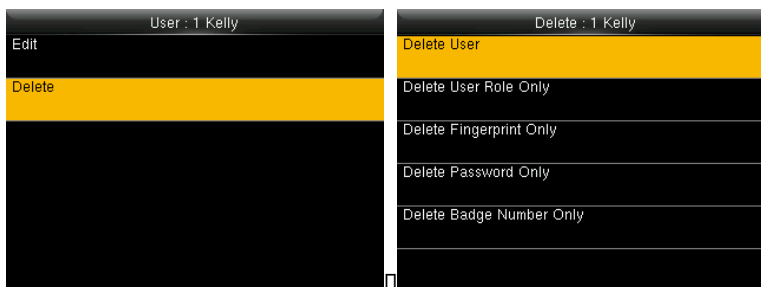 User : 1 Kelly
Edit
Delete
Delete : 1 Kelly
Delete User
Delete User Role Only
Delete Fingerprint Only
Delete Password Only
Delete Badge Number Only